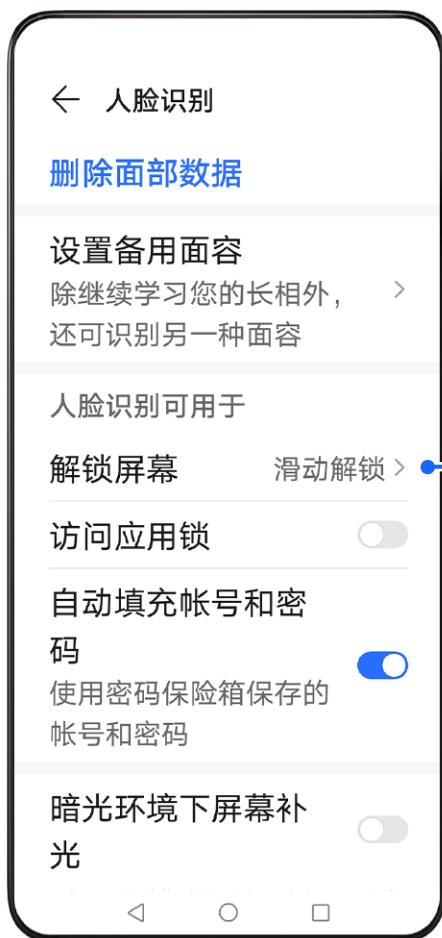 人脸识别
删除面部数据
设置备用面容
除继续学习您的长相外，
还可识别另一种面容
人脸识别可用于
解锁屏幕 滑动解锁
访问应用锁
自动填充帐号和密
码
使用密码保险箱保存的
帐号和密码
暗光环境下屏幕补
光